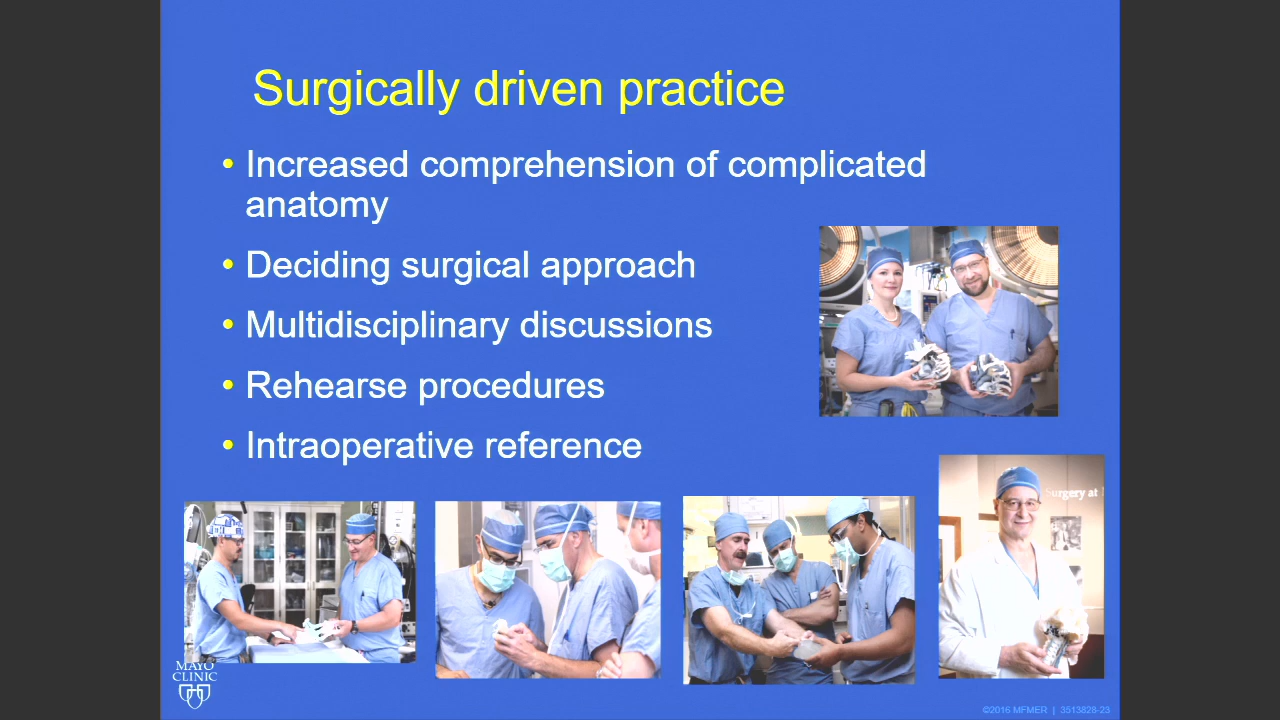 Surgically driven practice
• Increased comprehension of complicated
anatomy
• Deciding surgical approach
• Multidisciplinary discussions
• Rehearse procedures
• Intraoperative reference
Surgery at
MAYO
CLINIC
©2016 MFMER | 3513828-23